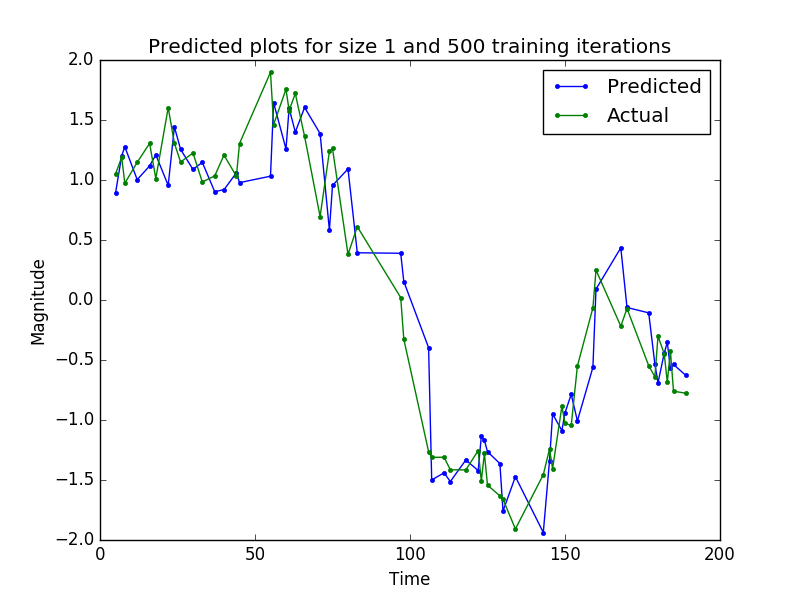 Predicted plots for size 1 and 500 training iterations
Predicted
Actual
2.0
1.5
1.0
0.5
0.0
−0.5
−1.0
−1.5
−2.0
Magnitude
0 50 100 150 200
Time